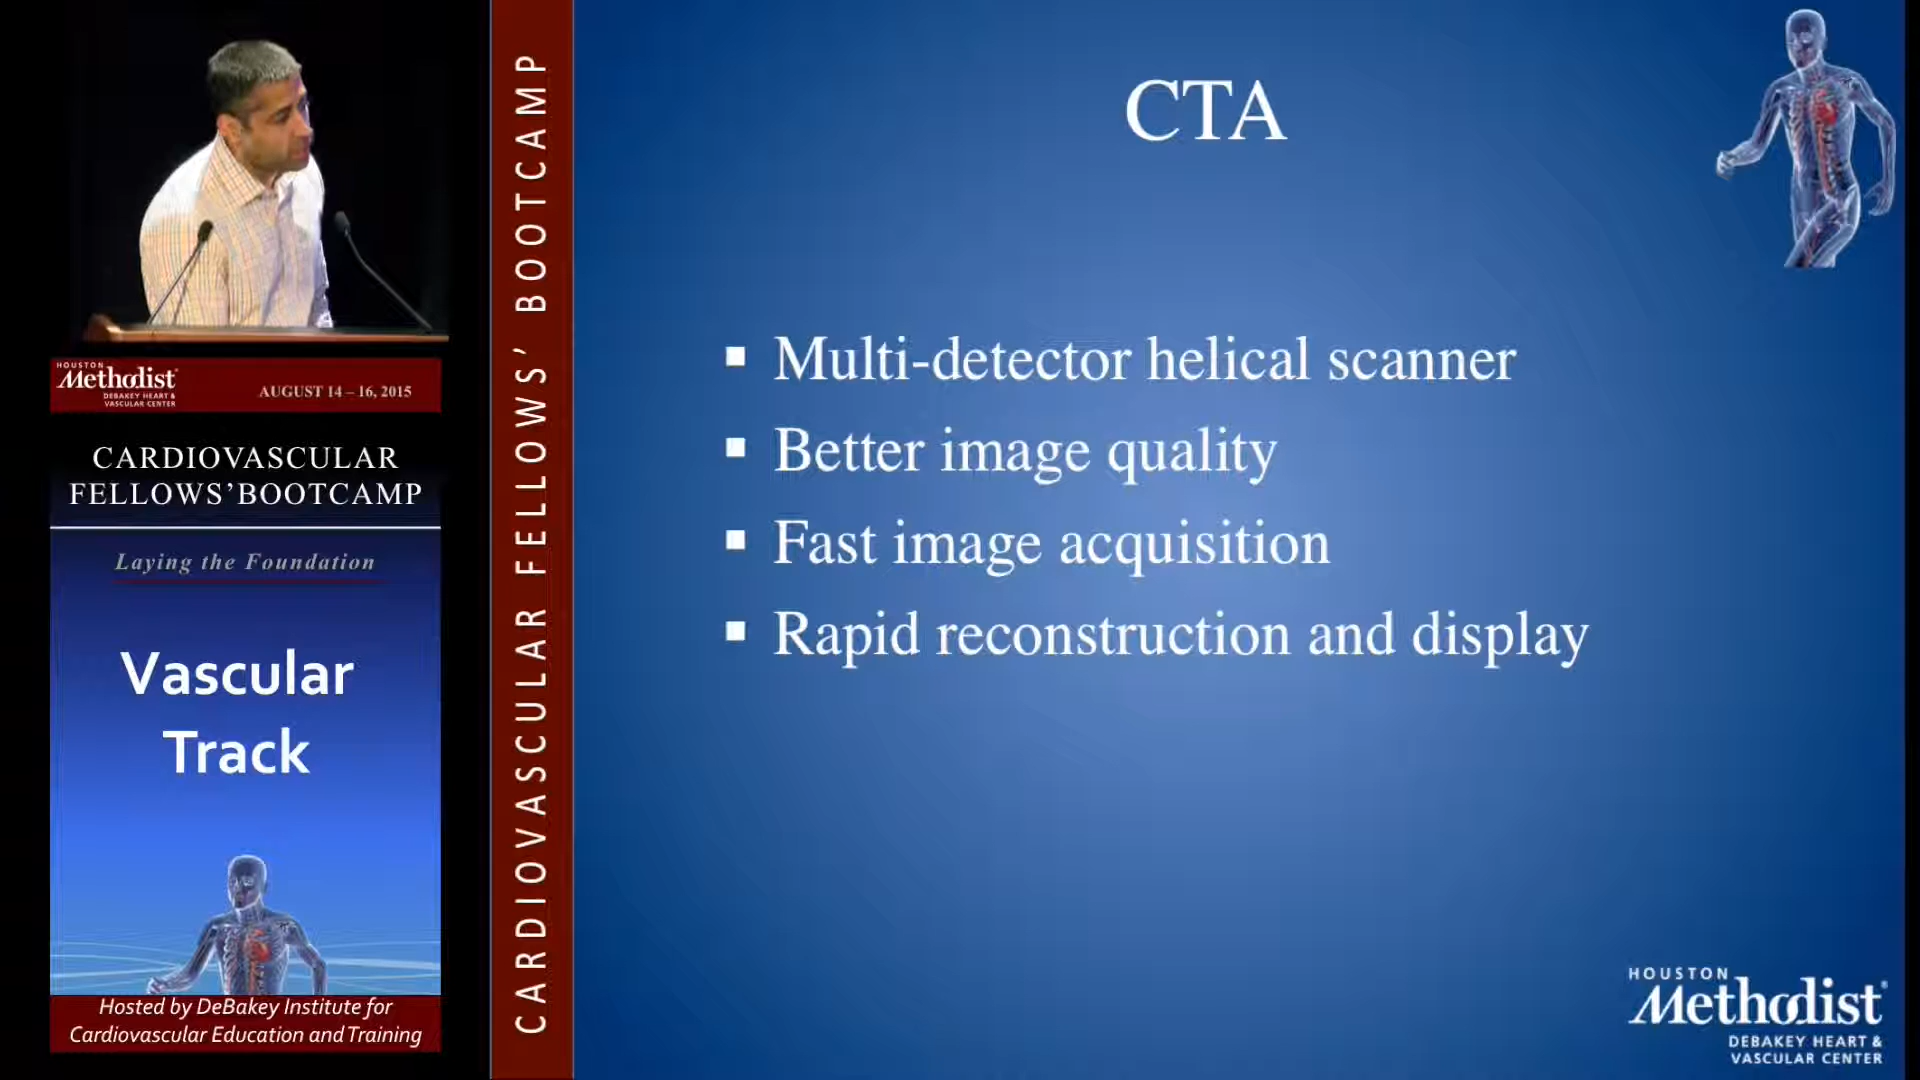 HOUSTON
Methodist
DEBAKEY HEART &
VASCULAR CENTER
AUGUST 14 – 16, 2015
CARDIOVASCULAR
FELLOWS'BOOTCAMP
Laying the Foundation
Vascular
Track
Hosted by DeBakey Institute for
Cardiovascular Education and Training
CARDIOVASCULAR FELLOWS' BOOTCAMP
CTA
▪ Multi-detector helical scanner
▪ Better image quality
▪ Fast image acquisition
▪ Rapid reconstruction and display
HOUSTON
Methodist
DEBAKEY HEART &
VASCULAR CENTER